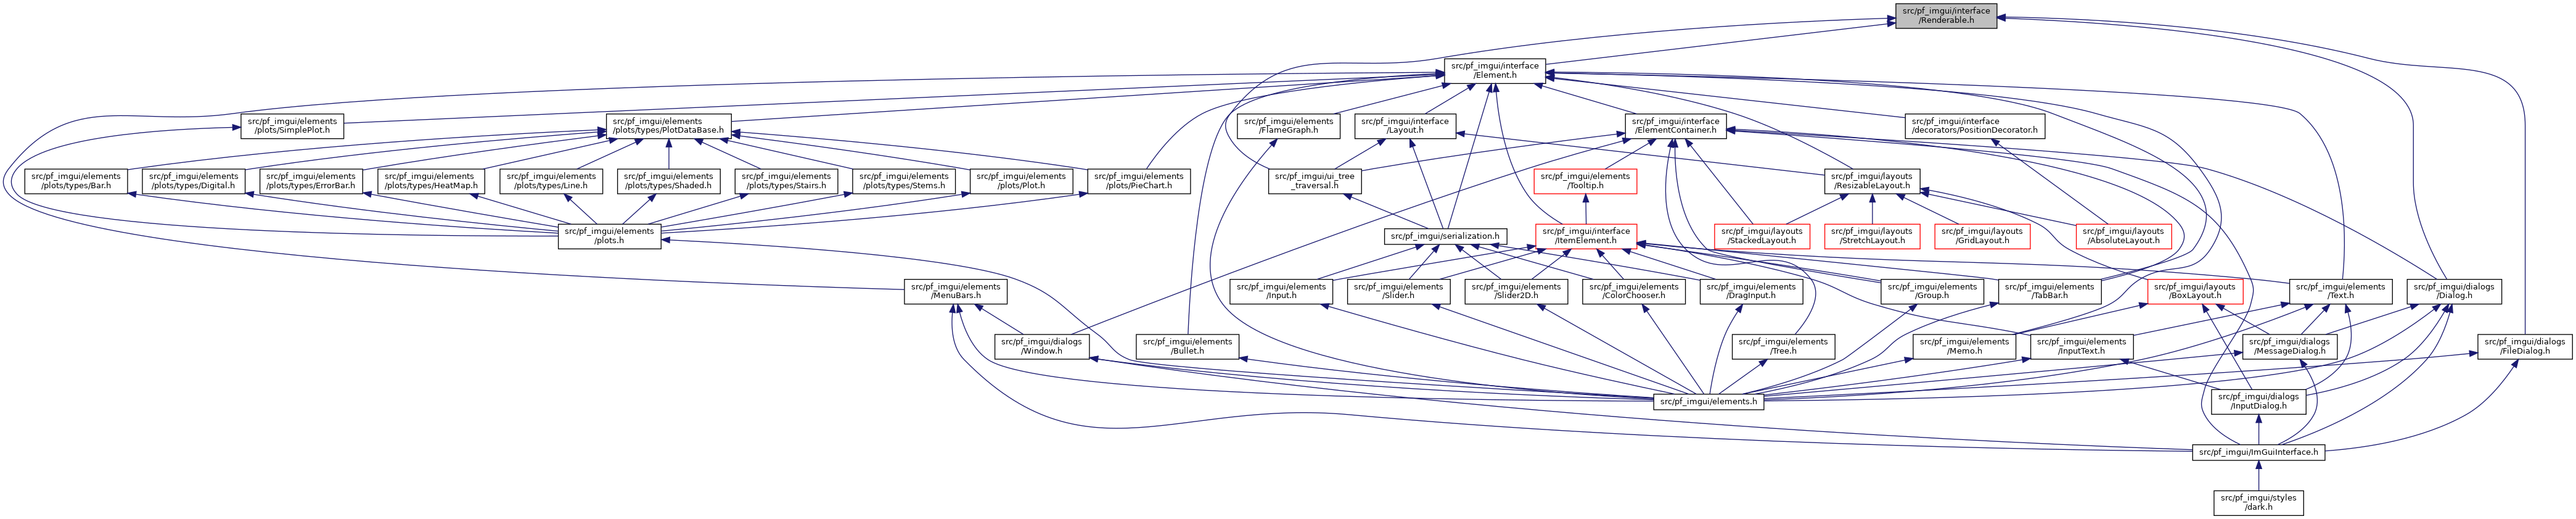 src/pf_imgui/interface
/Renderable.h
src/pf_imgui/interface
/Element.h
src/pf_imgui/elements
/plots/SimplePlot.h
src/pf_imgui/elements
/plots/types/PlotDataBase.h
src/pf_imgui/elements
/FlameGraph.h
src/pf_imgui/interface
/Layout.h
src/pf_imgui/interface
/ElementContainer.h
src/pf_imgui/interface
/decorators/PositionDecorator.h
src/pf_imgui/elements
/plots/types/Bar.h
src/pf_imgui/elements
/plots/types/Digital.h
src/pf_imgui/elements
/plots/types/ErrorBar.h
src/pf_imgui/elements
/plots/types/HeatMap.h
src/pf_imgui/elements
/plots/types/Line.h
src/pf_imgui/elements
/plots/types/Shaded.h
src/pf_imgui/elements
/plots/types/Stairs.h
src/pf_imgui/elements
/plots/types/Stems.h
src/pf_imgui/elements
/plots/Plot.h
src/pf_imgui/elements
/plots/PieChart.h
src/pf_imgui/ui_tree
_traversal.h
src/pf_imgui/elements
/Tooltip.h
src/pf_imgui/layouts
/ResizableLayout.h
src/pf_imgui/elements
/plots.h
src/pf_imgui/serialization.h
src/pf_imgui/interface
/ItemElement.h
src/pf_imgui/layouts
/StackedLayout.h
src/pf_imgui/layouts
/StretchLayout.h
src/pf_imgui/layouts
/GridLayout.h
src/pf_imgui/layouts
/AbsoluteLayout.h
src/pf_imgui/elements
/MenuBars.h
src/pf_imgui/elements
/Input.h
src/pf_imgui/elements
/Slider.h
src/pf_imgui/elements
/Slider2D.h
src/pf_imgui/elements
/ColorChooser.h
src/pf_imgui/elements
/DragInput.h
src/pf_imgui/elements
/Group.h
src/pf_imgui/elements
/TabBar.h
src/pf_imgui/layouts
/BoxLayout.h
src/pf_imgui/elements
/Text.h
src/pf_imgui/dialogs
/Dialog.h
src/pf_imgui/dialogs
/Window.h
src/pf_imgui/elements
/Bullet.h
src/pf_imgui/elements
/Tree.h
src/pf_imgui/elements
/Memo.h
src/pf_imgui/elements
/InputText.h
src/pf_imgui/dialogs
/MessageDialog.h
src/pf_imgui/dialogs
/FileDialog.h
src/pf_imgui/elements.h
src/pf_imgui/dialogs
/InputDialog.h
src/pf_imgui/ImGuiInterface.h
src/pf_imgui/styles
/dark.h